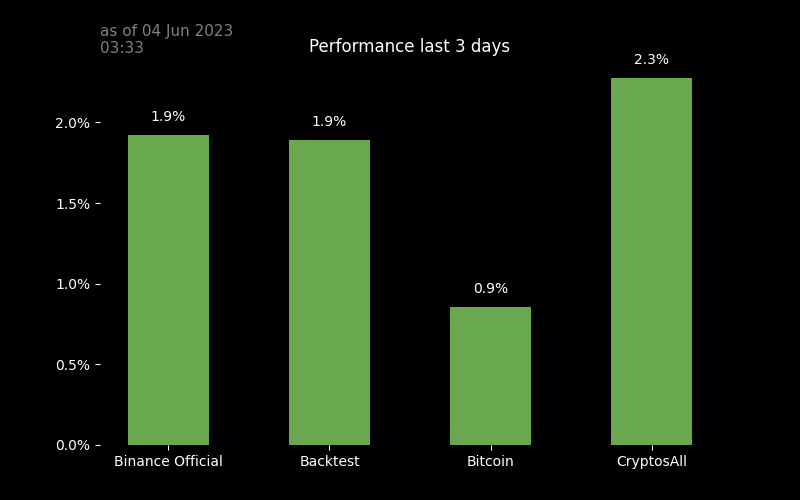 as of 04 Jun 2023
03:33
Performance last 3 days
2.3%
1.9%
1.9%
0.9%
2.0%
1.5%
1.0%
0.5%
0.0%
Binance Official
Backtest
Bitcoin
CryptosAll